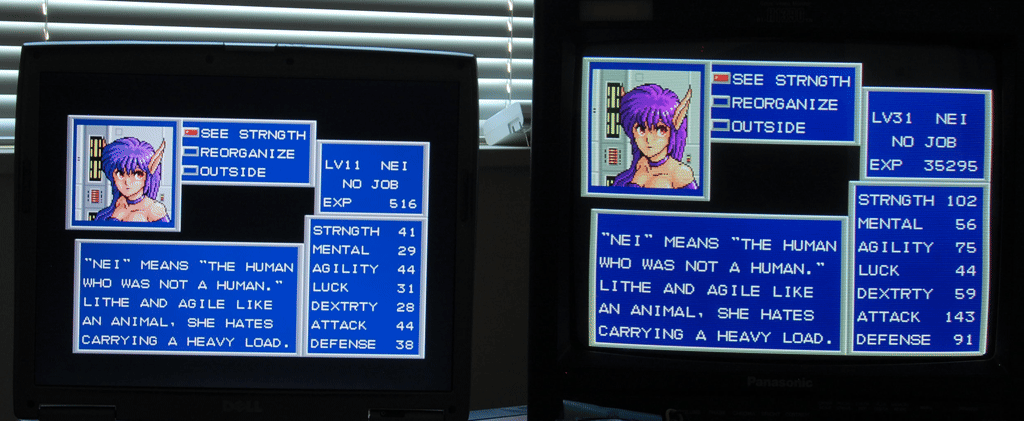 SEE STRNGTH
REORGANIZE
OUTSIDE
LV11 NEI
NO JOB
EXP 516
STRNGTH 41
MENTAL 29
AGILITY 44
LUCK 31
DEXTRTY 28
ATTACK 44
DEFENSE 38
"NEI" MEANS "THE HUMAN
WHO WAS NOT A HUMAN."
LITHE AND AGILE LIKE
AN ANIMAL, SHE HATES
CARRYING A HEAVY LOAD.
DELL
SEE STRNGTH
REORGANIZE
OUTSIDE
LV31 NEI
NO JOB
EXP 35295
STRNGTH 102
MENTAL 56
AGILITY 75
LUCK 44
DEXTRTY 59
ATTACK 143
DEFENSE 91
"NEI" MEANS "THE HUMAN
WHO WAS NOT A HUMAN."
LITHE AND AGILE LIKE
AN ANIMAL, SHE HATES
CARRYING A HEAVY LOAD.
Panasonic